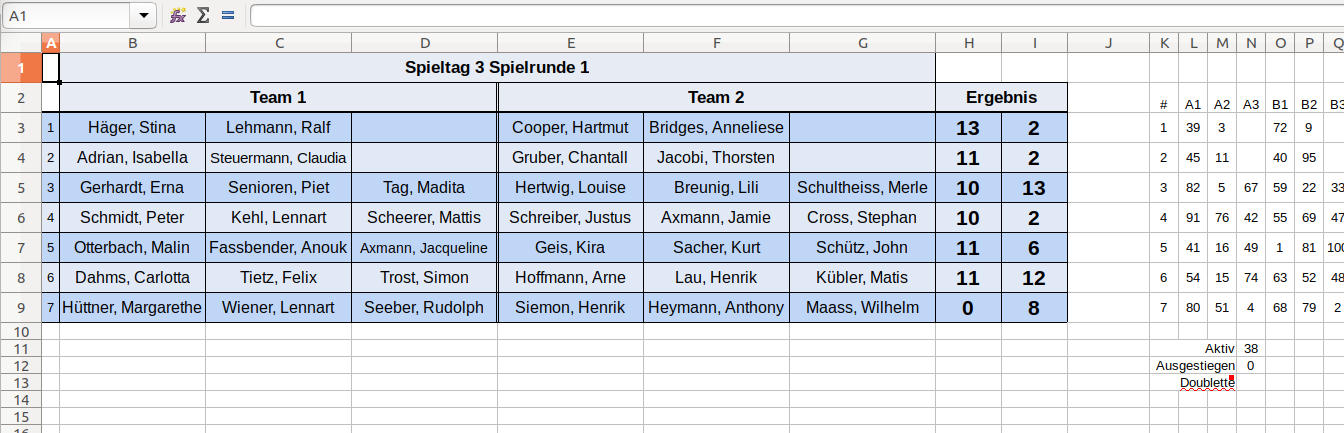 A1
A B C D E F G H I J K L M N O P Q
1 Spieltag 3 Spielrunde 1
2 Team 1 Team 2 Ergebnis # A1 A2 A3 B1 B2 B3
3 1 Häger, Stina Lehmann, Ralf Cooper, Hartmut Bridges, Anneliese 13 2 1 39 3 72 9
4 2 Adrian, Isabella Steuermann, Claudia Gruber, Chantall Jacobi, Thorsten 11 2 2 45 11 40 95
5 3 Gerhardt, Erna Senioren, Piet Tag, Madita Hertwig, Louise Breunig, Lili Schultheiss, Merle 10 13 3 82 5 67 59 22 33
6 4 Schmidt, Peter Kehl, Lennart Scheerer, Mattis Schreiber, Justus Axmann, Jamie Cross, Stephan 10 2 4 91 76 42 55 69 47
7 5 Otterbach, Malin Fassbender, Anouk Axmann, Jacqueline Geis, Kira Sacher, Kurt Schütz, John 11 6 5 41 16 49 1 81 100
8 6 Dahms, Carlotta Tietz, Felix Trost, Simon Hoffmann, Arne Lau, Henrik Kübler, Matis 11 12 6 54 15 74 63 52 48
9 7 Hüttner, Margarethe Wiener, Lennart Seeber, Rudolph Siemon, Henrik Heymann, Anthony Maass, Wilhelm 0 8 7 80 51 4 68 79 2
10
11 Aktiv 38
12 Ausgestiegen 0
13 Doublette
14
15
16